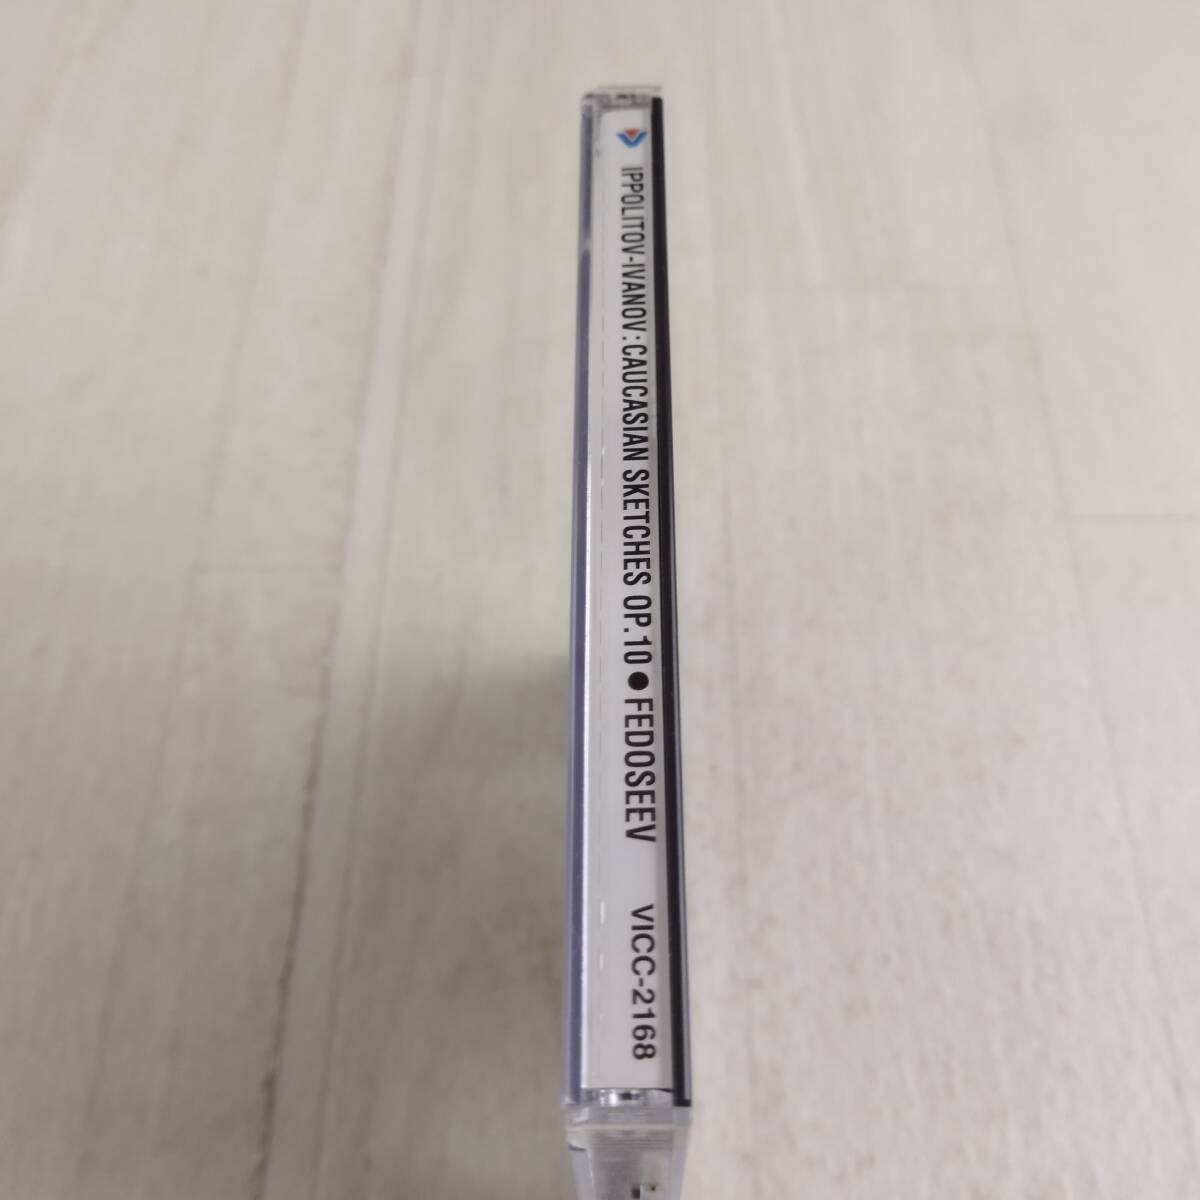 IPPOLITOV-IVANOV: CAUCASIAN SKETCHES OP.10 ● FEDOSEEV VICC-2168